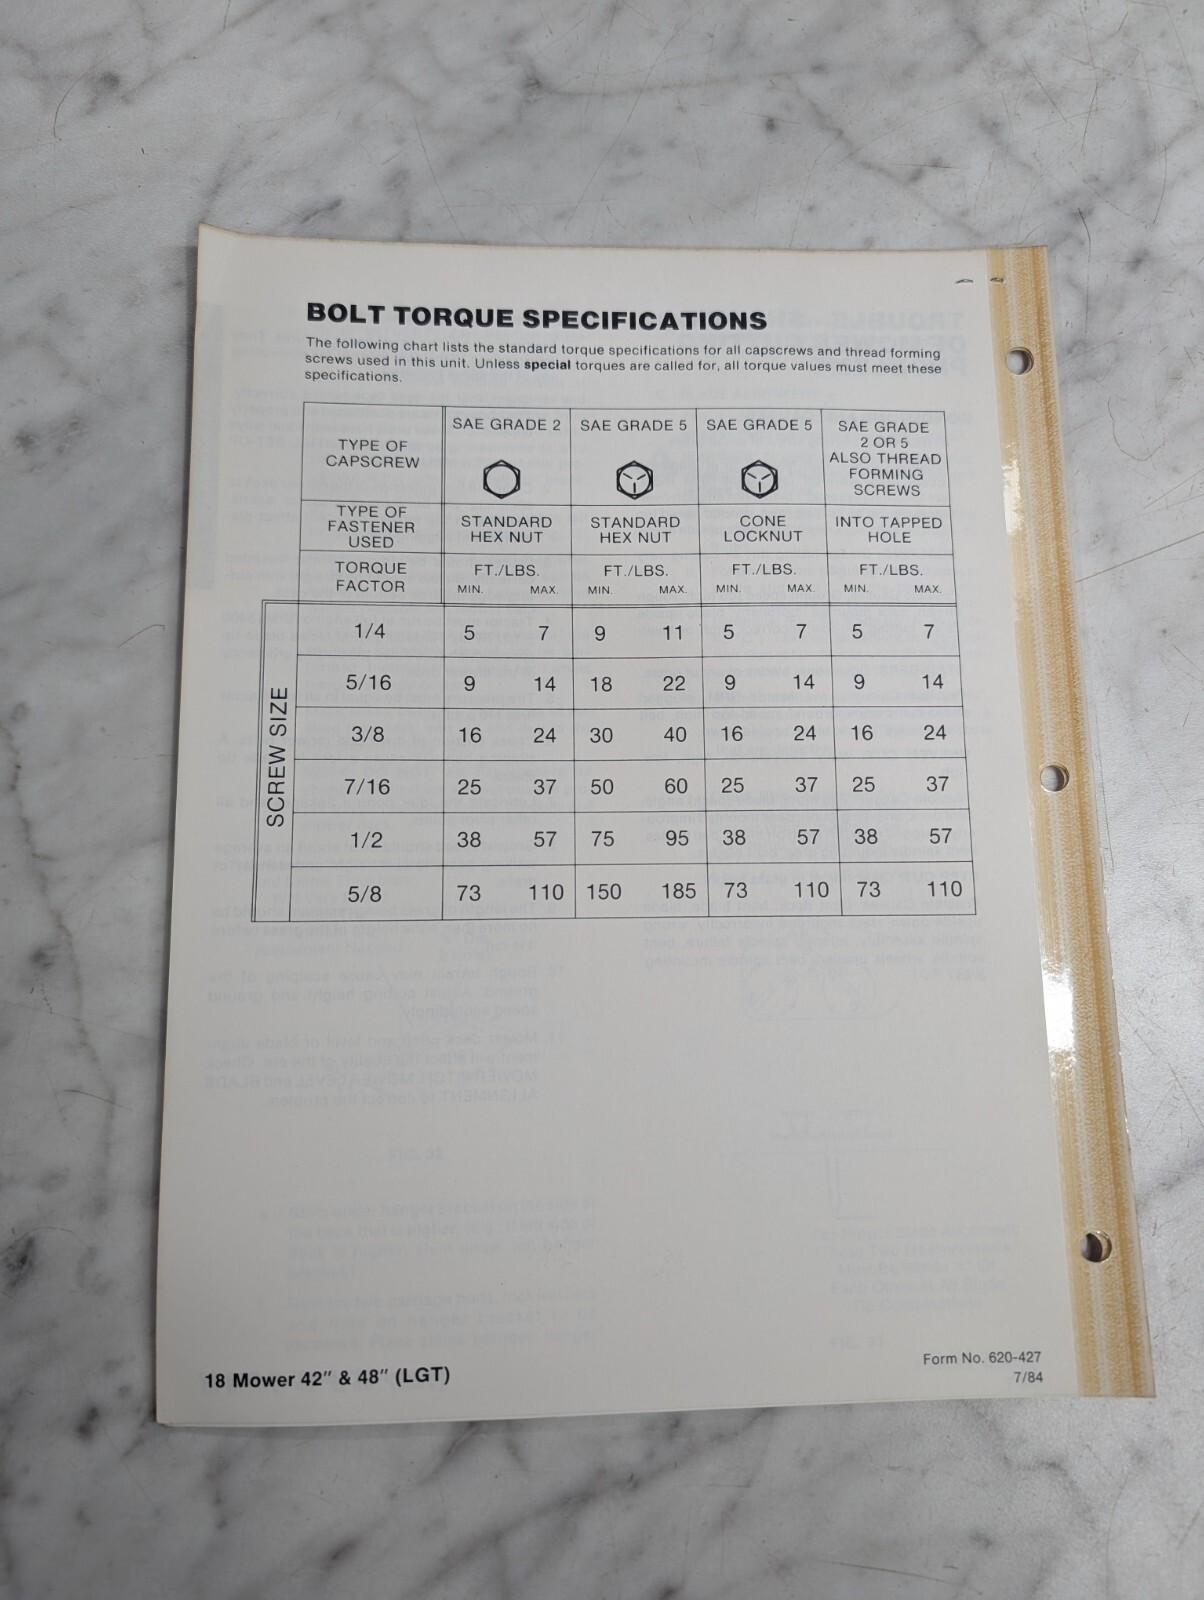 BOLT TORQUE SPECIFICATIONS
The following chart lists the standard torque specifications for all capscrews and thread forming
screws used in this unit. Unless special torques are called for, all torque values must meet these
specifications.
TYPE OF
CAPSCREW
SAE GRADE 2
SAE GRADE 5
SAE GRADE 5
SAE GRADE
2 OR 5
ALSO THREAD
FORMING
SCREWS
TYPE OF
FASTENER
USED
STANDARD
HEX NUT
STANDARD
HEX NUT
CONE
LOCKNUT
INTO TAPPED
HOLE
TORQUE
FACTOR
FT./LBS.
MIN. MAX.
FT./LBS.
MIN. MAX.
FT./LBS.
MIN. MAX.
FT./LBS.
MIN. MAX.
SCREW SIZE
1/4 5 7 9 11 5 7 5 7
5/16 9 14 18 22 9 14 9 14
3/8 16 24 30 40 16 24 16 24
7/16 25 37 50 60 25 37 25 37
1/2 38 57 75 95 38 57 38 57
5/8 73 110 150 185 73 110 73 110
18 Mower 42" & 48" (LGT)
Form No. 620-427
7/84